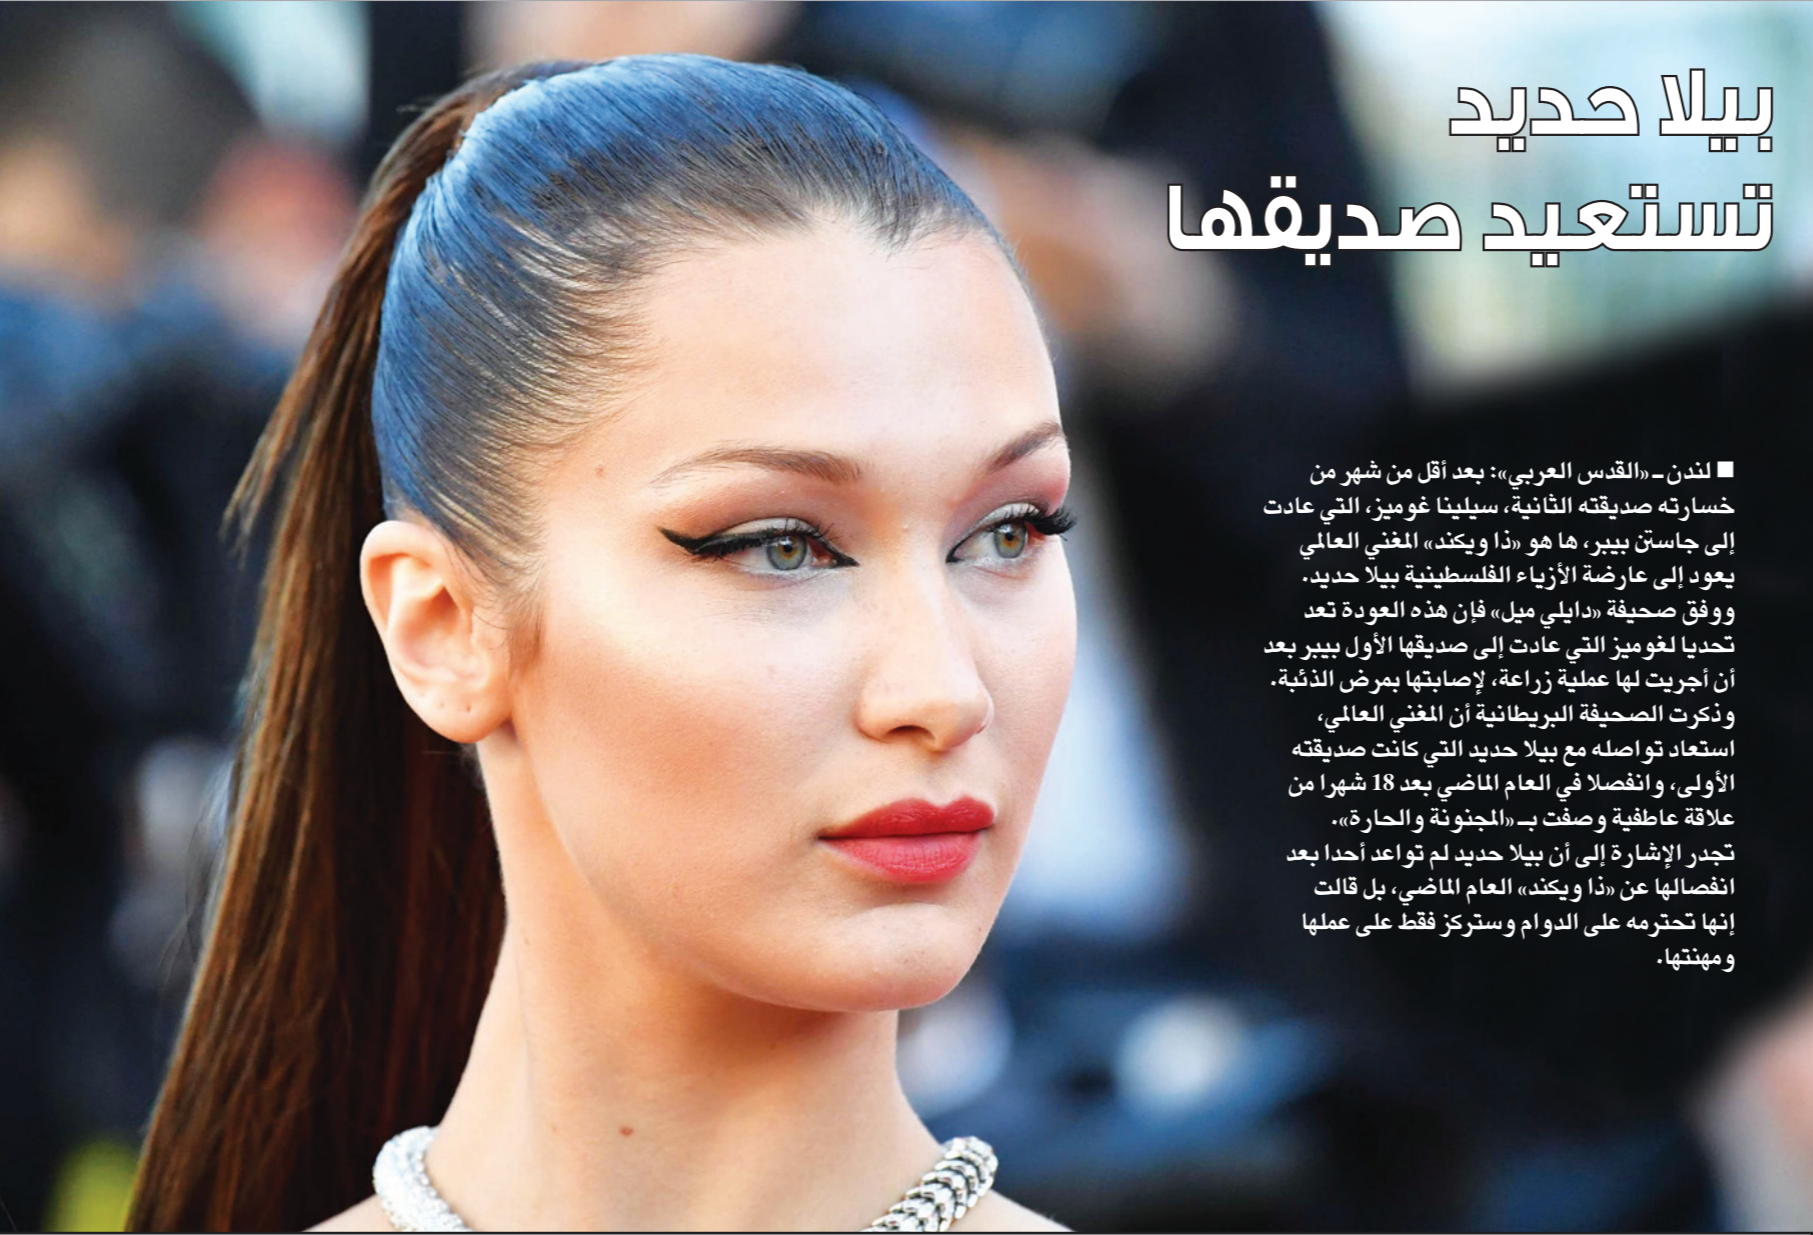 بيلا حديد
تستعيد صديقها
■ لندن ـ «القدس العربي»: بعد أقل من شهر من
خسارته صديقته الثانية، سيلينا غوميز، التي عادت
إلى جاستن بيبر، ها هو «ذا ويكند» المغني العالمي
يعود إلى عارضة الأزياء الفلسطينية بيلا حديد.
ووفق صحيفة «دايلي ميل» فإن هذه العودة تعد
تحديا لغوميز التي عادت إلى صديقها الأول بيبر بعد
أن أجريت لها عملية زراعة، لإصابتها بمرض الذئبة.
وذكرت الصحيفة البريطانية أن المغني العالمي،
استعاد تواصله مع بيلا حديد التي كانت صديقته
الأولى، وانفصلا في العام الماضي بعد 18 شهرا من
علاقة عاطفية وصفت بـ «المجنونة والحارة».
تجدر الإشارة إلى أن بيلا حديد لم تواعد أحدا بعد
انفصالها عن «ذا ويكند» العام الماضي، بل قالت
إنها تحترمه على الدوام وستركز فقط على عملها
ومهنتها.